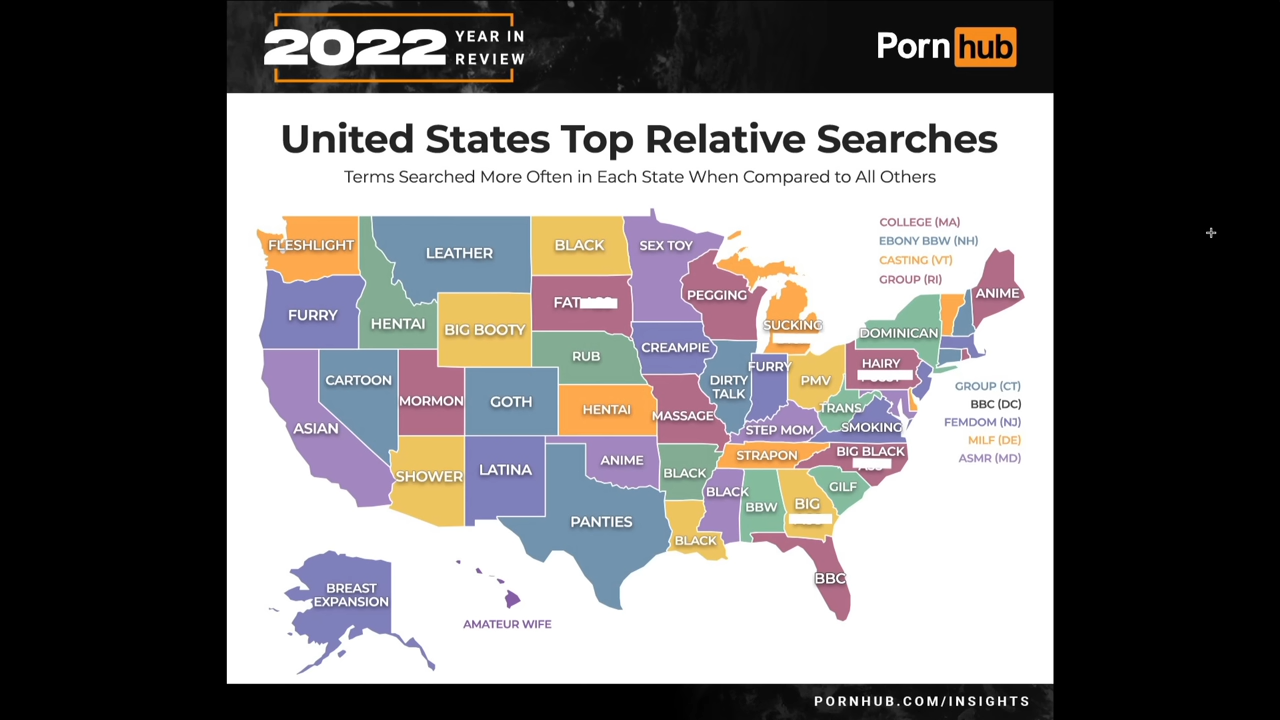 2022 YEAR IN
REVIEW
Porn hub
United States Top Relative Searches
Terms Searched More Often in Each State When Compared to All Others
COLLEGE (MA)
EBONY BBW (NH)
CASTING (VT)
GROUP (RI)
FLESHLIGHT
LEATHER
BLACK
SEX TOY
PEGGING
ANIME
FURRY
HENTAI
BIG BOOTY
FAT
SUCKING
DOMINICAN
RUB
CREAMPIE
HAIRY
CARTOON
MORMON
GOTH
HENTAI
MASSAGE
DIRTY
TALK
FURRY
PMV
GROUP (CT)
BBC (DC)
FEMDOM (NJ)
MILF (DE)
ASMR (MD)
ASIAN
TRANS
SMOKING
STEP MOM
SHOWER
LATINA
ANIME
STRAPON
BIG BLACK
BLACK
BLACK
BBW
BIG
GILF
PANTIES
BLACK
BBC
BREAST
EXPANSION
AMATEUR WIFE
PORNHUB.COM/INSIGHTS